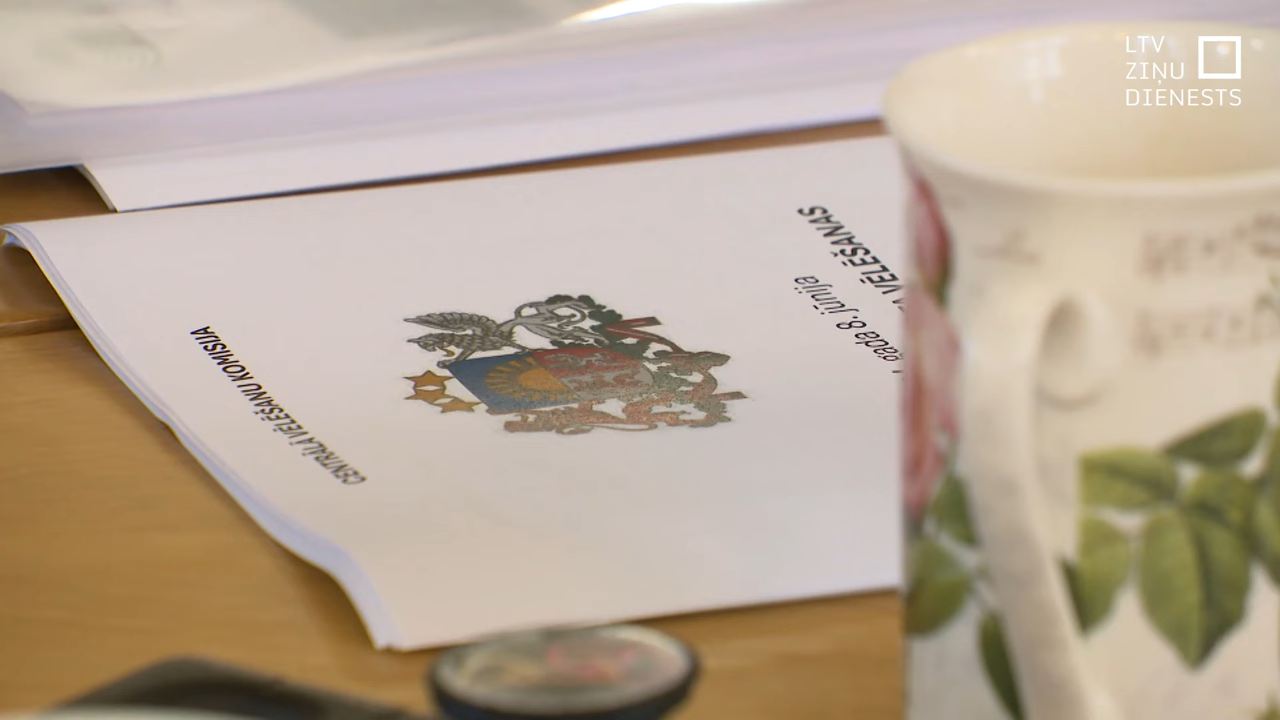 LTV
ZIŅU
DIENESTS
CENTRĀLĀ VĒLĒŠANU KOMISIJA
VĒLĒŠANAS
gada 8. jūnija